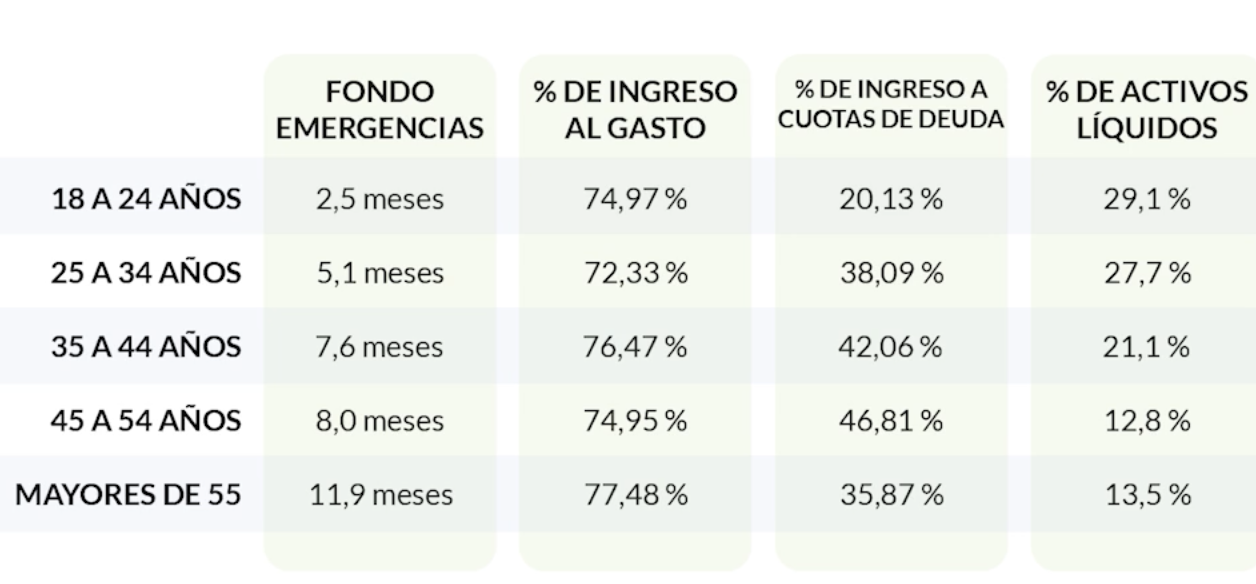 FONDO EMERGENCIAS
% DE INGRESO AL GASTO
% DE INGRESO A CUOTAS DE DEUDA
% DE ACTIVOS LÍQUIDOS
18 A 24 AÑOS 2,5 meses 74,97 % 20,13 % 29,1 %
25 A 34 AÑOS 5,1 meses 72,33 % 38,09 % 27,7 %
35 A 44 AÑOS 7,6 meses 76,47 % 42,06 % 21,1 %
45 A 54 AÑOS 8,0 meses 74,95 % 46,81 % 12,8 %
MAYORES DE 55 11,9 meses 77,48 % 35,87 % 13,5 %